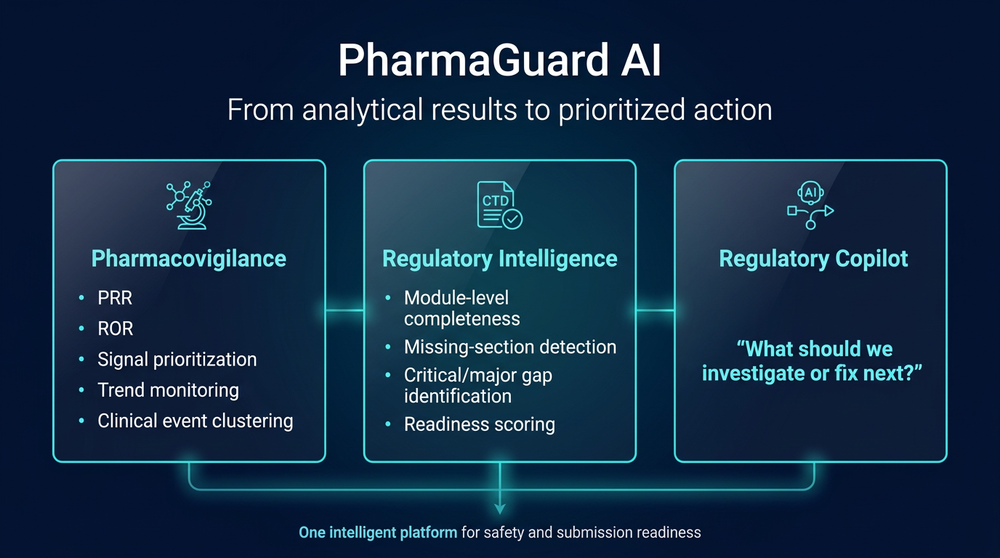 PharmaGuard AI
From analytical results to prioritized action
CTD
AI
Pharmacovigilance
• PRR
• ROR
• Signal prioritization
• Trend monitoring
• Clinical event clustering
Regulatory Intelligence
• Module-level
completeness
• Missing-section detection
• Critical/major gap
identification
• Readiness scoring
Regulatory Copilot
“What should we
investigate or fix next?”
One intelligent platform for safety and submission readiness